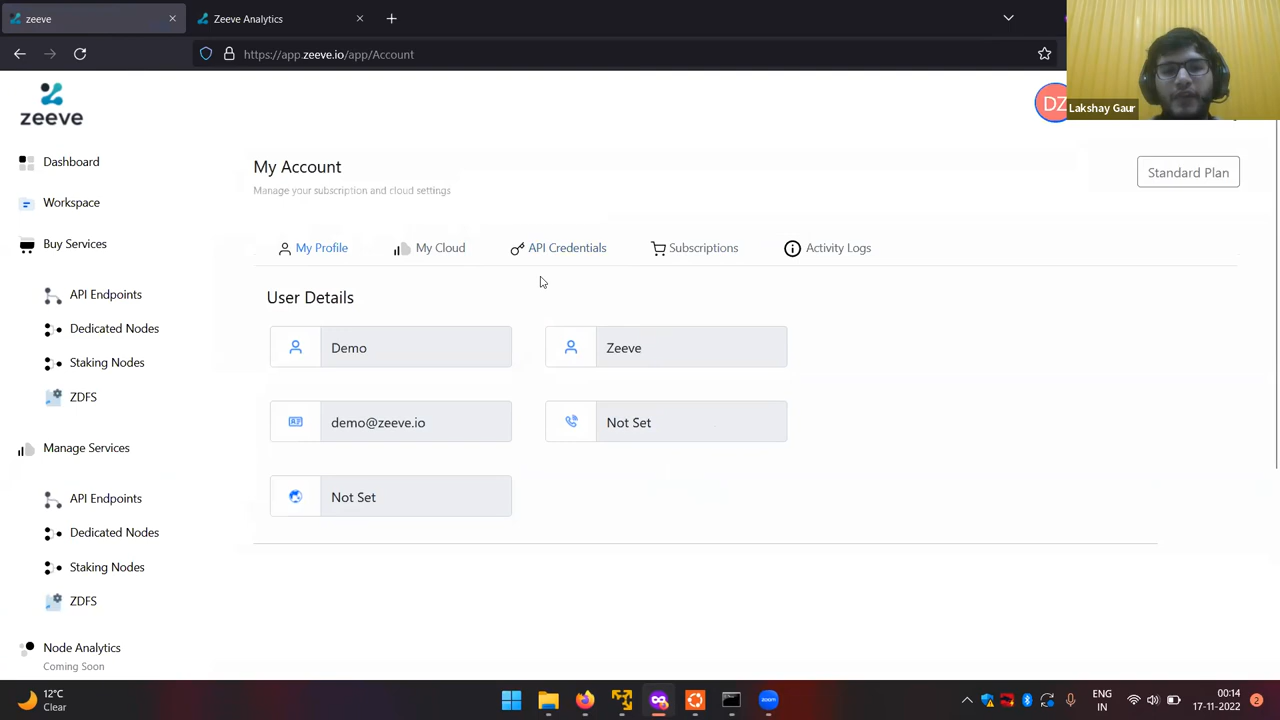 zeeve
Zeeve Analytics
https://app.zeeve.io/app/Account
zeeve
DZ
Lakshay Gaur
Dashboard
Workspace
Buy Services
API Endpoints
Dedicated Nodes
Staking Nodes
ZDFS
Manage Services
API Endpoints
Dedicated Nodes
Staking Nodes
ZDFS
Node Analytics
Coming Soon
My Account
Manage your subscription and cloud settings
Standard Plan
My Profile
My Cloud
API Credentials
Subscriptions
Activity Logs
User Details
Demo
Zeeve
demo@zeeve.io
Not Set
Not Set
12°C
Clear
ENG
IN
00:14
17-11-2022
2